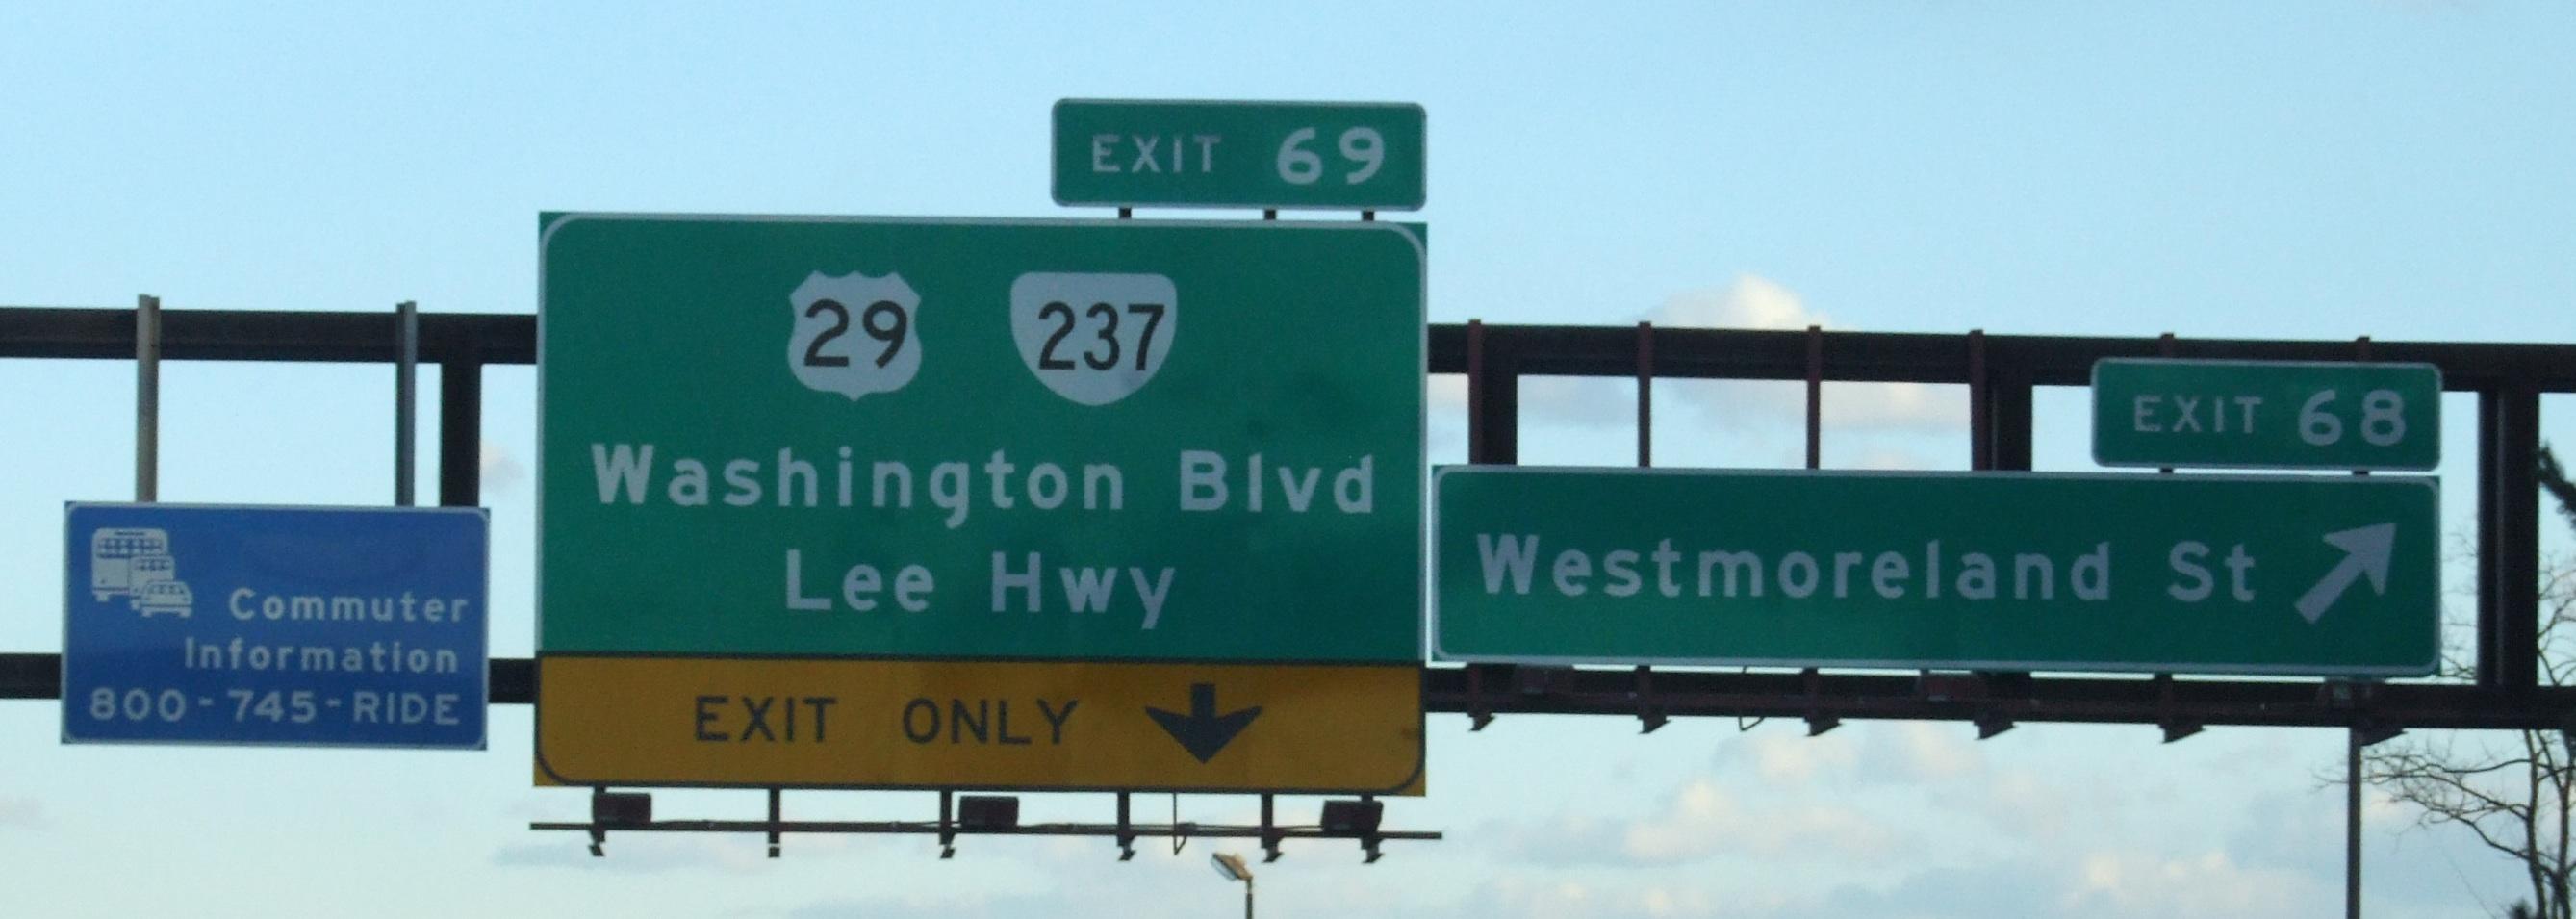 Commuter
Information
800-745-RIDE
EXIT 69
29 237
Washington Blvd
Lee Hwy
EXIT ONLY
EXIT 68
Westmoreland St